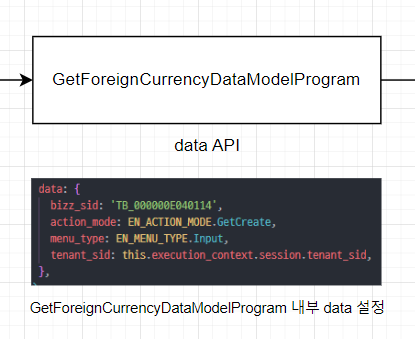 GetForeignCurrencyDataModelProgram
data API
data: {
bizz_sid: 'TB_000000E040114',
action_mode: EN_ACTION_MODE.GetCreate,
menu_type: EN_MENU_TYPE.Input,
tenant_sid: this.execution_context.session.tenant_sid,
},
GetForeignCurrencyDataModelProgram 내부 data 설정